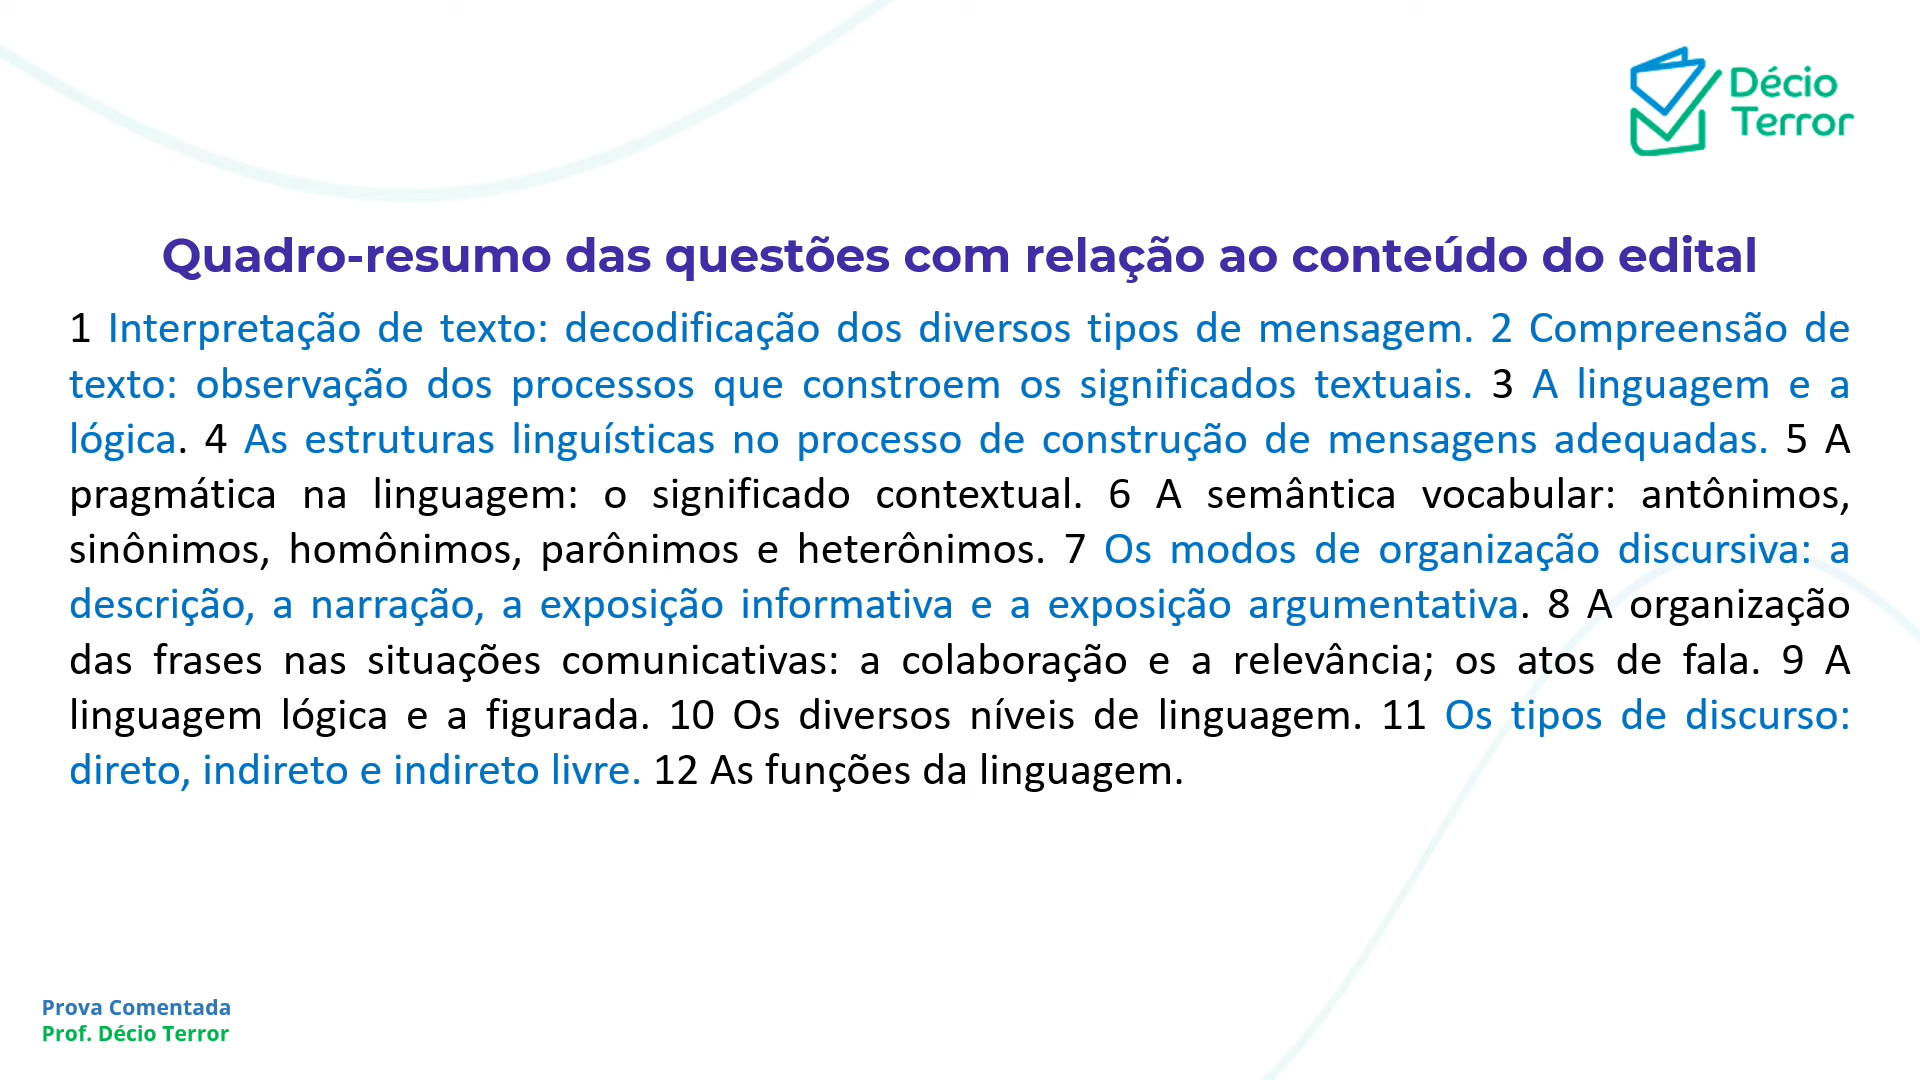 Décio
Terror
Quadro-resumo das questões com relação ao conteúdo do edital
1 Interpretação de texto: decodificação dos diversos tipos de mensagem. 2 Compreensão de
texto: observação dos processos que constroem os significados textuais. 3 A linguagem e a
lógica. 4 As estruturas linguísticas no processo de construção de mensagens adequadas. 5 A
pragmática na linguagem: o significado contextual. 6 A semântica vocabular: antônimos,
sinônimos, homônimos, parônimos e heterônimos. 7 Os modos de organização discursiva: a
descrição, a narração, a exposição informativa e a exposição argumentativa. 8 A organização
das frases nas situações comunicativas: a colaboração e a relevância; os atos de fala. 9 A
linguagem lógica e a figurada. 10 Os diversos níveis de linguagem. 11 Os tipos de discurso:
direto, indireto e indireto livre. 12 As funções da linguagem.
Prova Comentada
Prof. Décio Terror